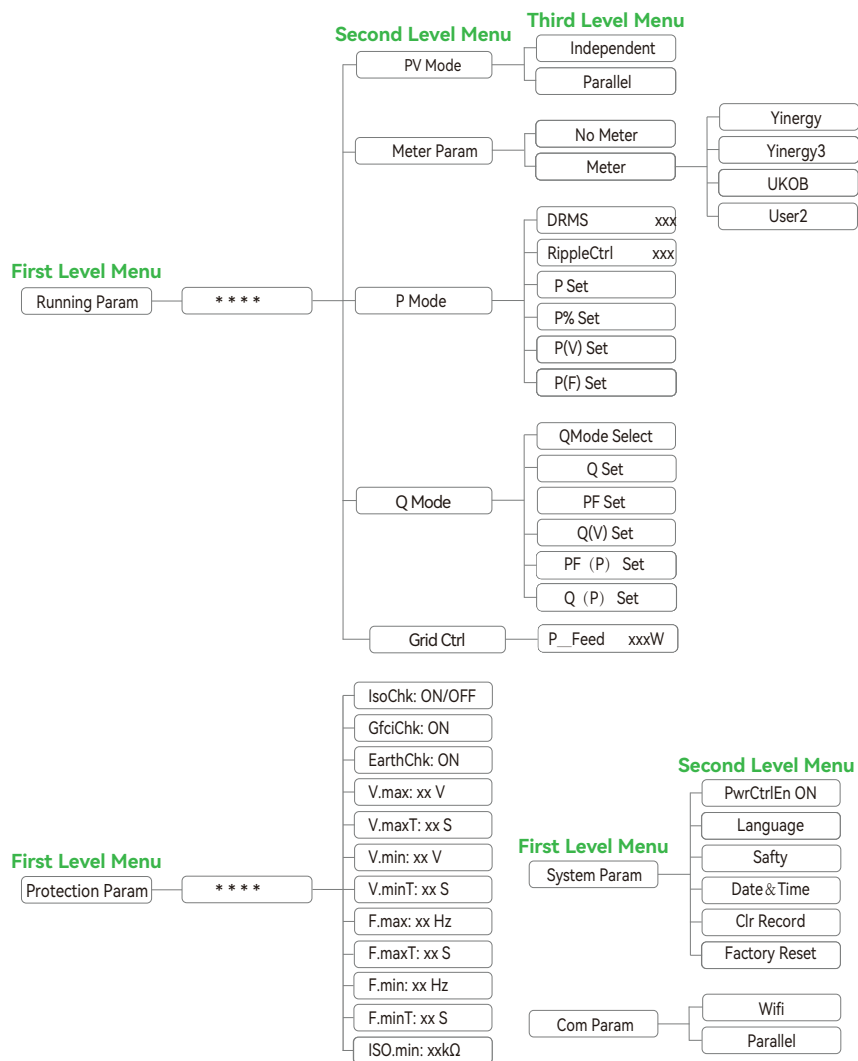 Third Level Menu
Second Level Menu
Independent
PV Mode
Parallel
Yinergy
No Meter
Meter Param
Yinergy3
Meter
UKOB
User2
DRMS xxx
RippleCtrl xxx
First Level Menu
P Set
Running Param
* * * *
P Mode
P% Set
P(V) Set
P(F) Set
QMode Select
Q Set
Q Mode
PF Set
Q(V) Set
PF（P） Set
Q（P） Set
Grid Ctrl
P__Feed xxxW
IsoChk: ON/OFF
GfciChk: ON
EarthChk: ON
V.max: xx V
V.maxT: xx S
V.min: xx V
First Level Menu
Protection Param
* * * *
V.minT: xx S
F.max: xx Hz
F.maxT: xx S
F.min: xx Hz
F.minT: xx S
ISO.min: xxkΩ
Second Level Menu
PwrCtrlEn ON
Language
First Level Menu
Safty
System Param
Date&Time
Clr Record
Factory Reset
Wifi
Com Param
Parallel